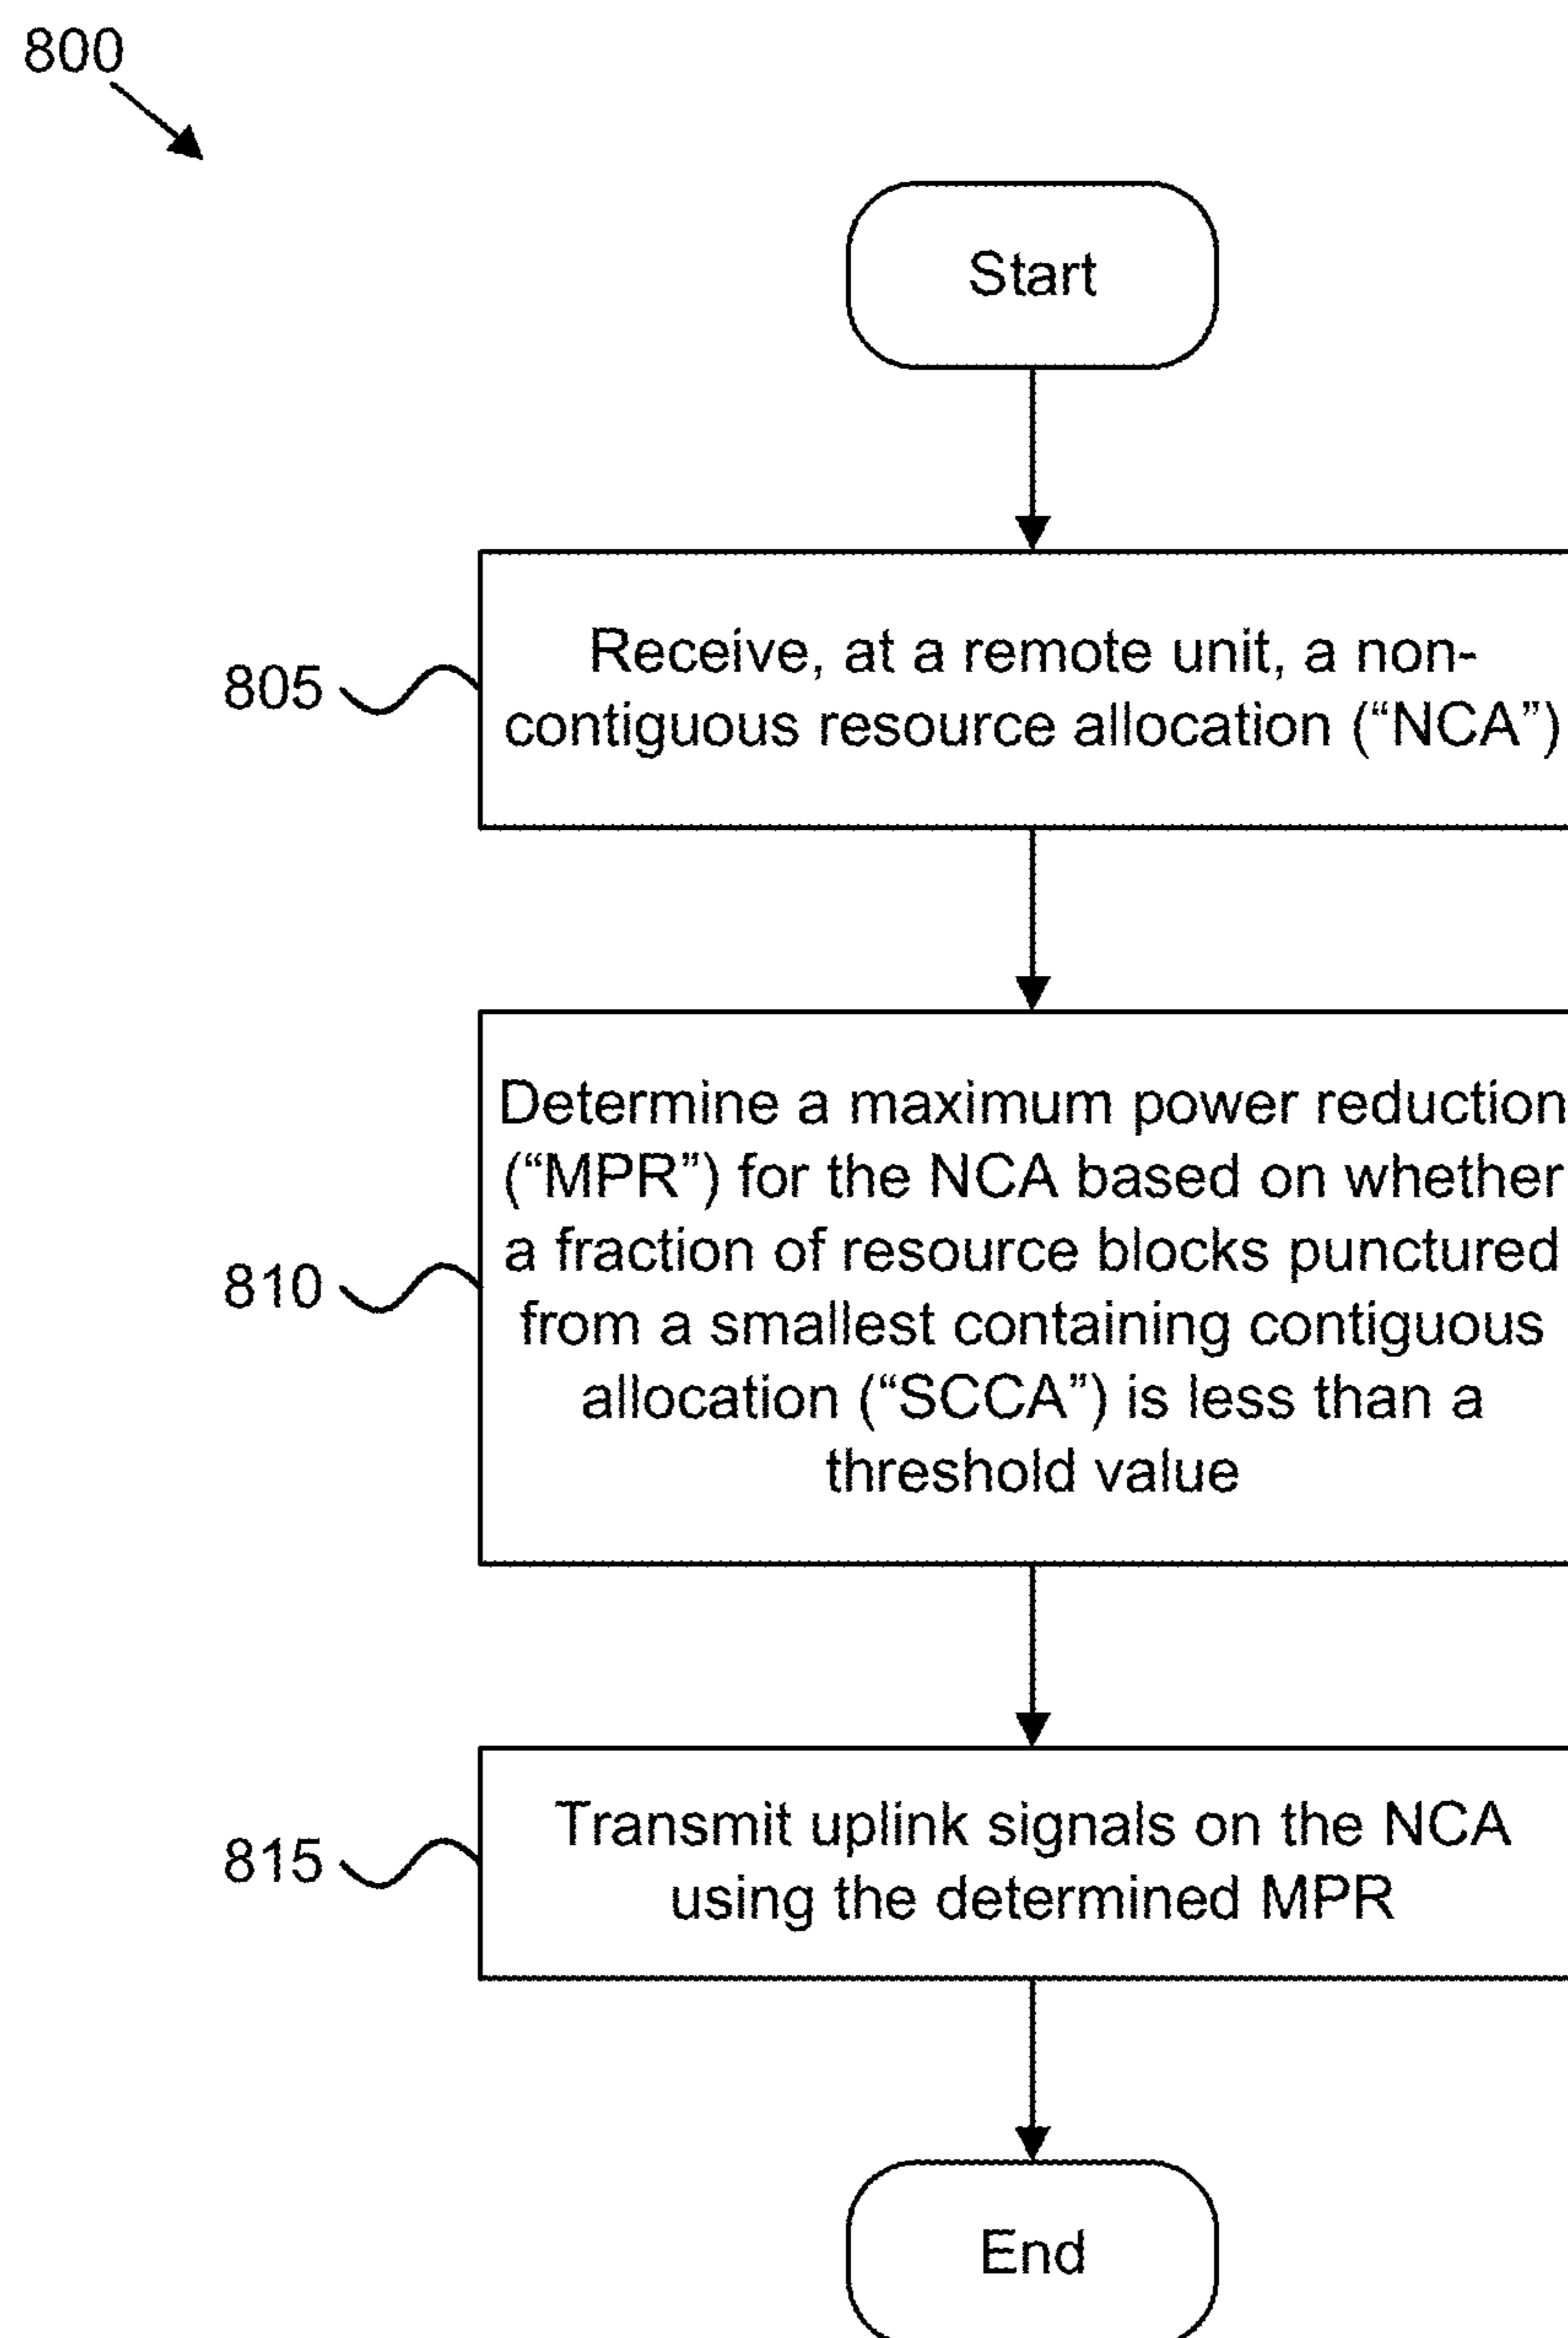 800
Start
805
Receive, at a remote unit, a non-
contiguous resource allocation (“NCA”)
810
Determine a maximum power reduction
(“MPR”) for the NCA based on whether
a fraction of resource blocks punctured
from a smallest containing contiguous
allocation (“SCCA”) is less than a
threshold value
815
Transmit uplink signals on the NCA
using the determined MPR
End